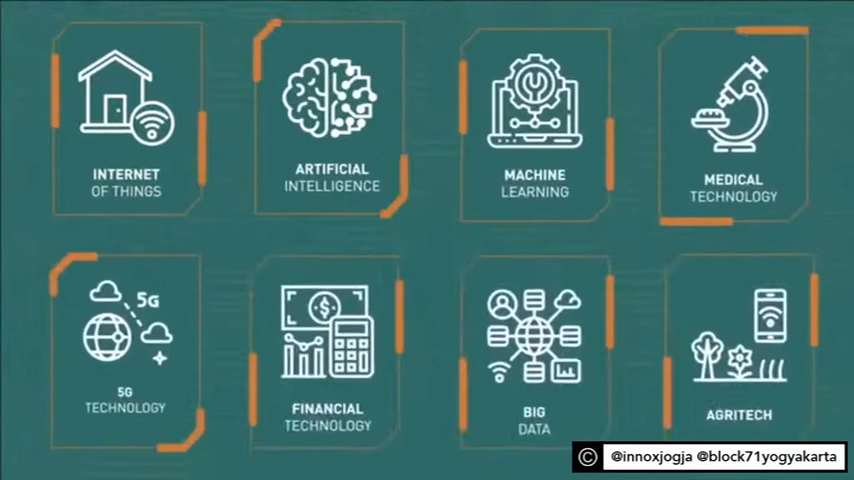 INTERNET
OF THINGS
ARTIFICIAL
INTELLIGENCE
MACHINE
LEARNING
MEDICAL
TECHNOLOGY
5G
5G
TECHNOLOGY
FINANCIAL
TECHNOLOGY
BIG
DATA
AGRITECH
© @innoxjogja @block71yogyakarta